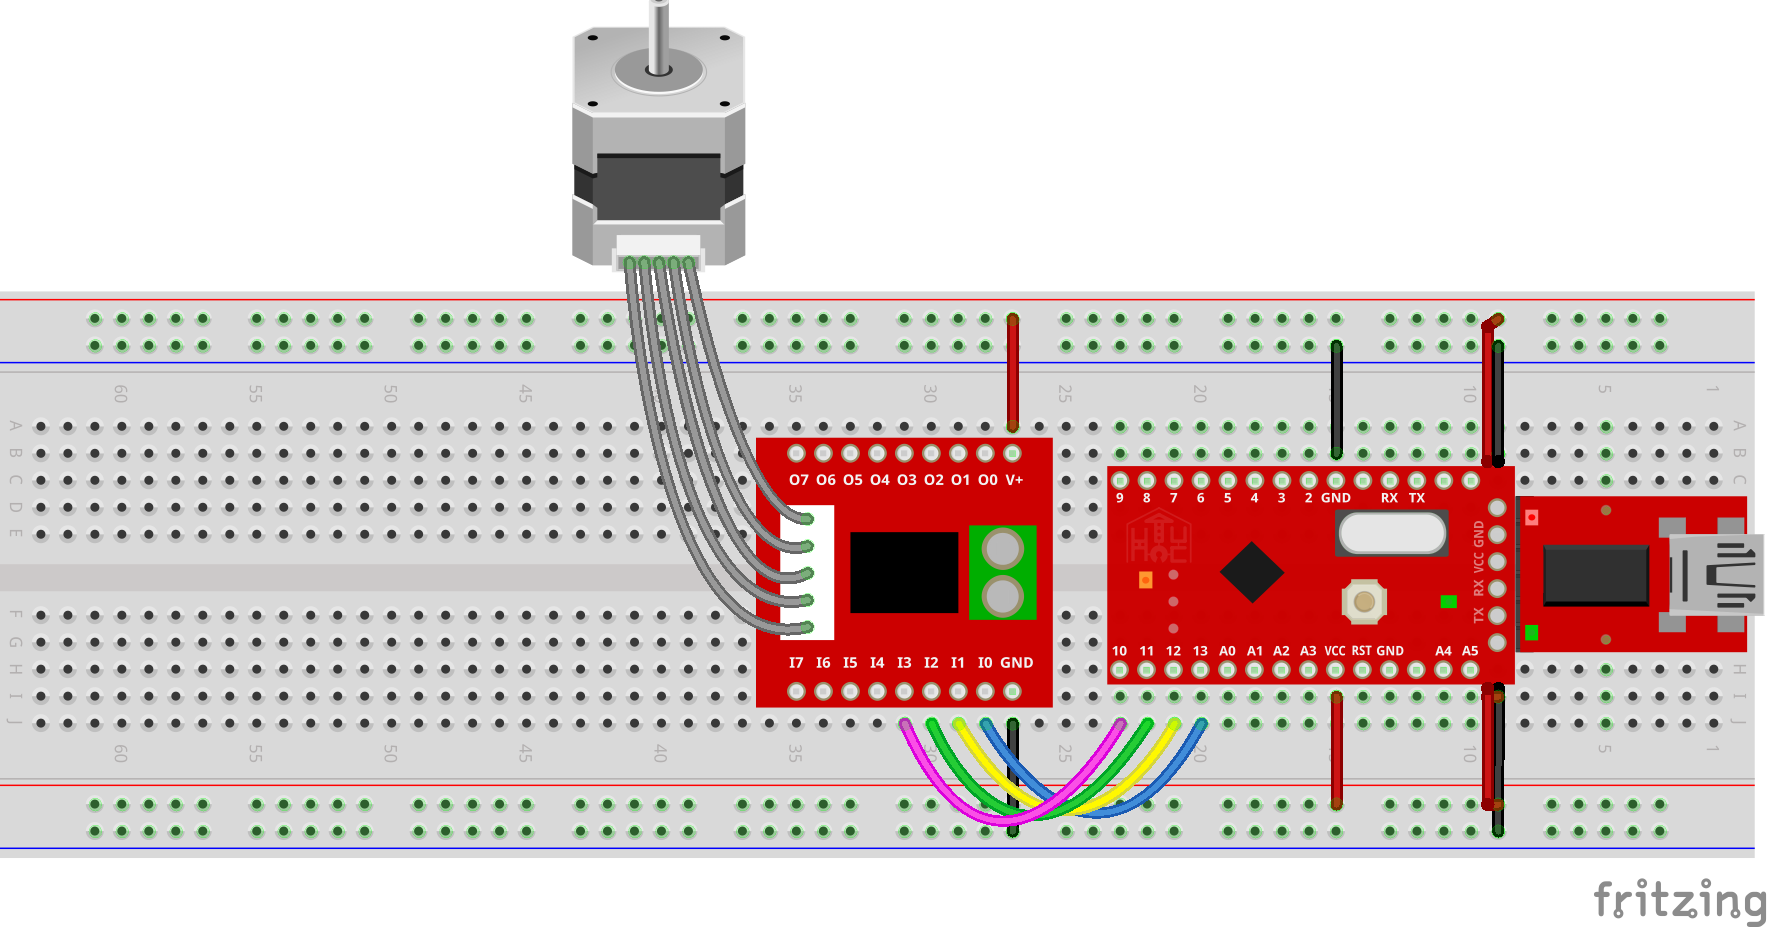 60 55 50 45 40 35 30 25 20 10 5 1
A A
B B
C C
D
E
O7 O6 O5 O4 O3 O2 O1 O0 V+
9 8 7 6 5 4 3 2 GND RX TX
GND
VCC
RX
TX
F
G
H H
I I
J J
I7 I6 I5 I4 I3 I2 I1 I0 GND
10 11 12 13 A0 A1 A2 A3 VCC RST GND A4 A5
60 55 50 45 40 35 30 25 20 10 5 1
fritzing